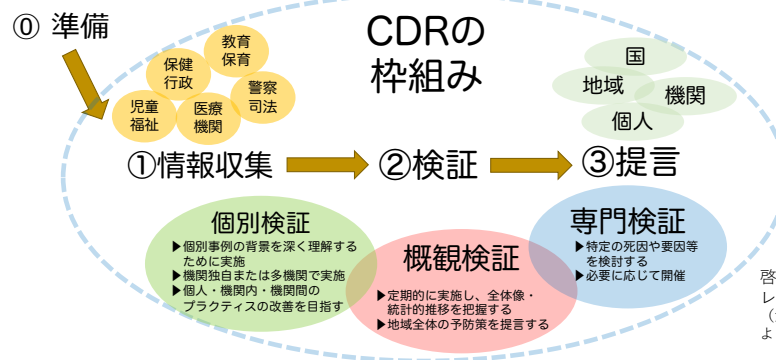 ⓪ 準備
CDRの
枠組み
教育
保育
保健
行政
警察
司法
児童
福祉
医療
機関
国
地域
機関
個人
①情報収集
②検証
③提言
個別検証
▶個別事例の背景を深く理解する
ために実施
▶機関独自または多機関で実施
▶個人・機関内・機関間の
プラクティスの改善を目指す
概観検証
▶定期的に実施し、全体像・
統計的推移を把握する
▶地域全体の予防策を提言する
専門検証
▶特定の死因や要因等
を検討する
▶必要に応じて開催
啓
レ
よ